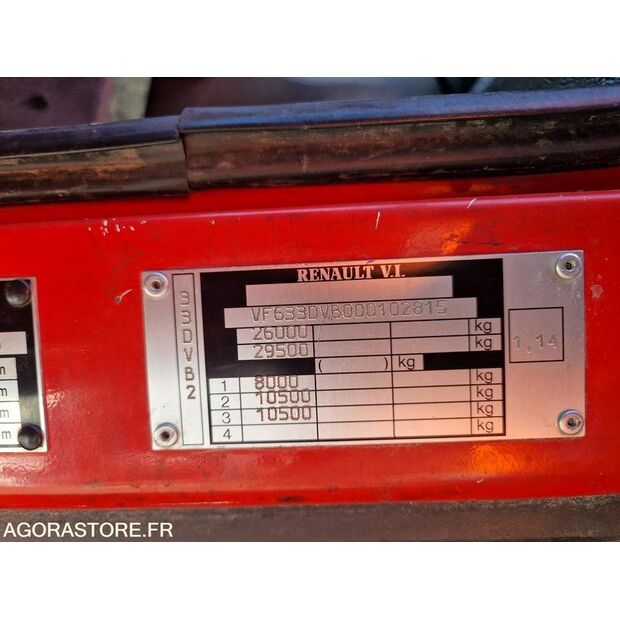 RENAULT V.I.
VF633DVB000102815
26000 kg
29500 kg
( ) kg
1 8000 kg
2 10500 kg
3 10500 kg
4 kg
33DVB2
1,14
m
m
m
AGORASTORE.FR